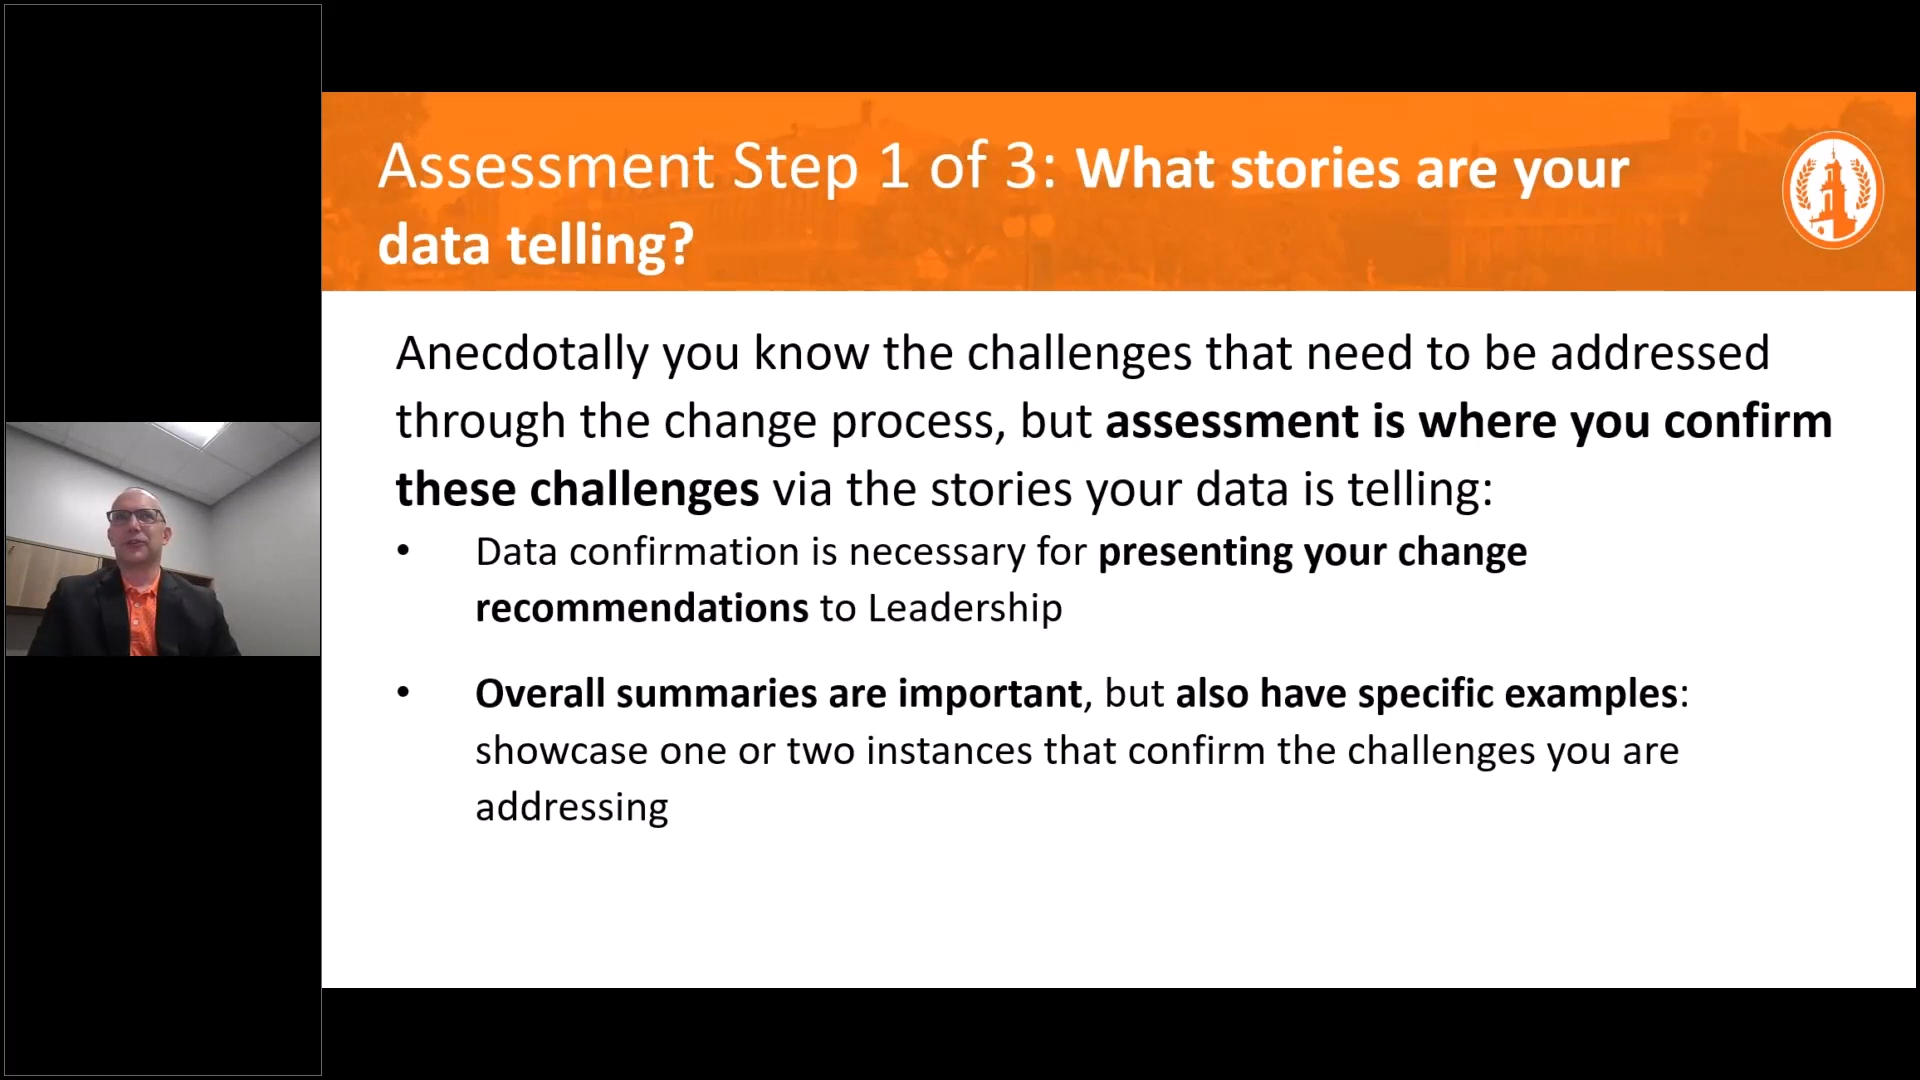 Assessment Step 1 of 3: What stories are your
data telling?
Anecdotally you know the challenges that need to be addressed
through the change process, but assessment is where you confirm
these challenges via the stories your data is telling:
• Data confirmation is necessary for presenting your change
recommendations to Leadership
• Overall summaries are important, but also have specific examples:
showcase one or two instances that confirm the challenges you are
addressing